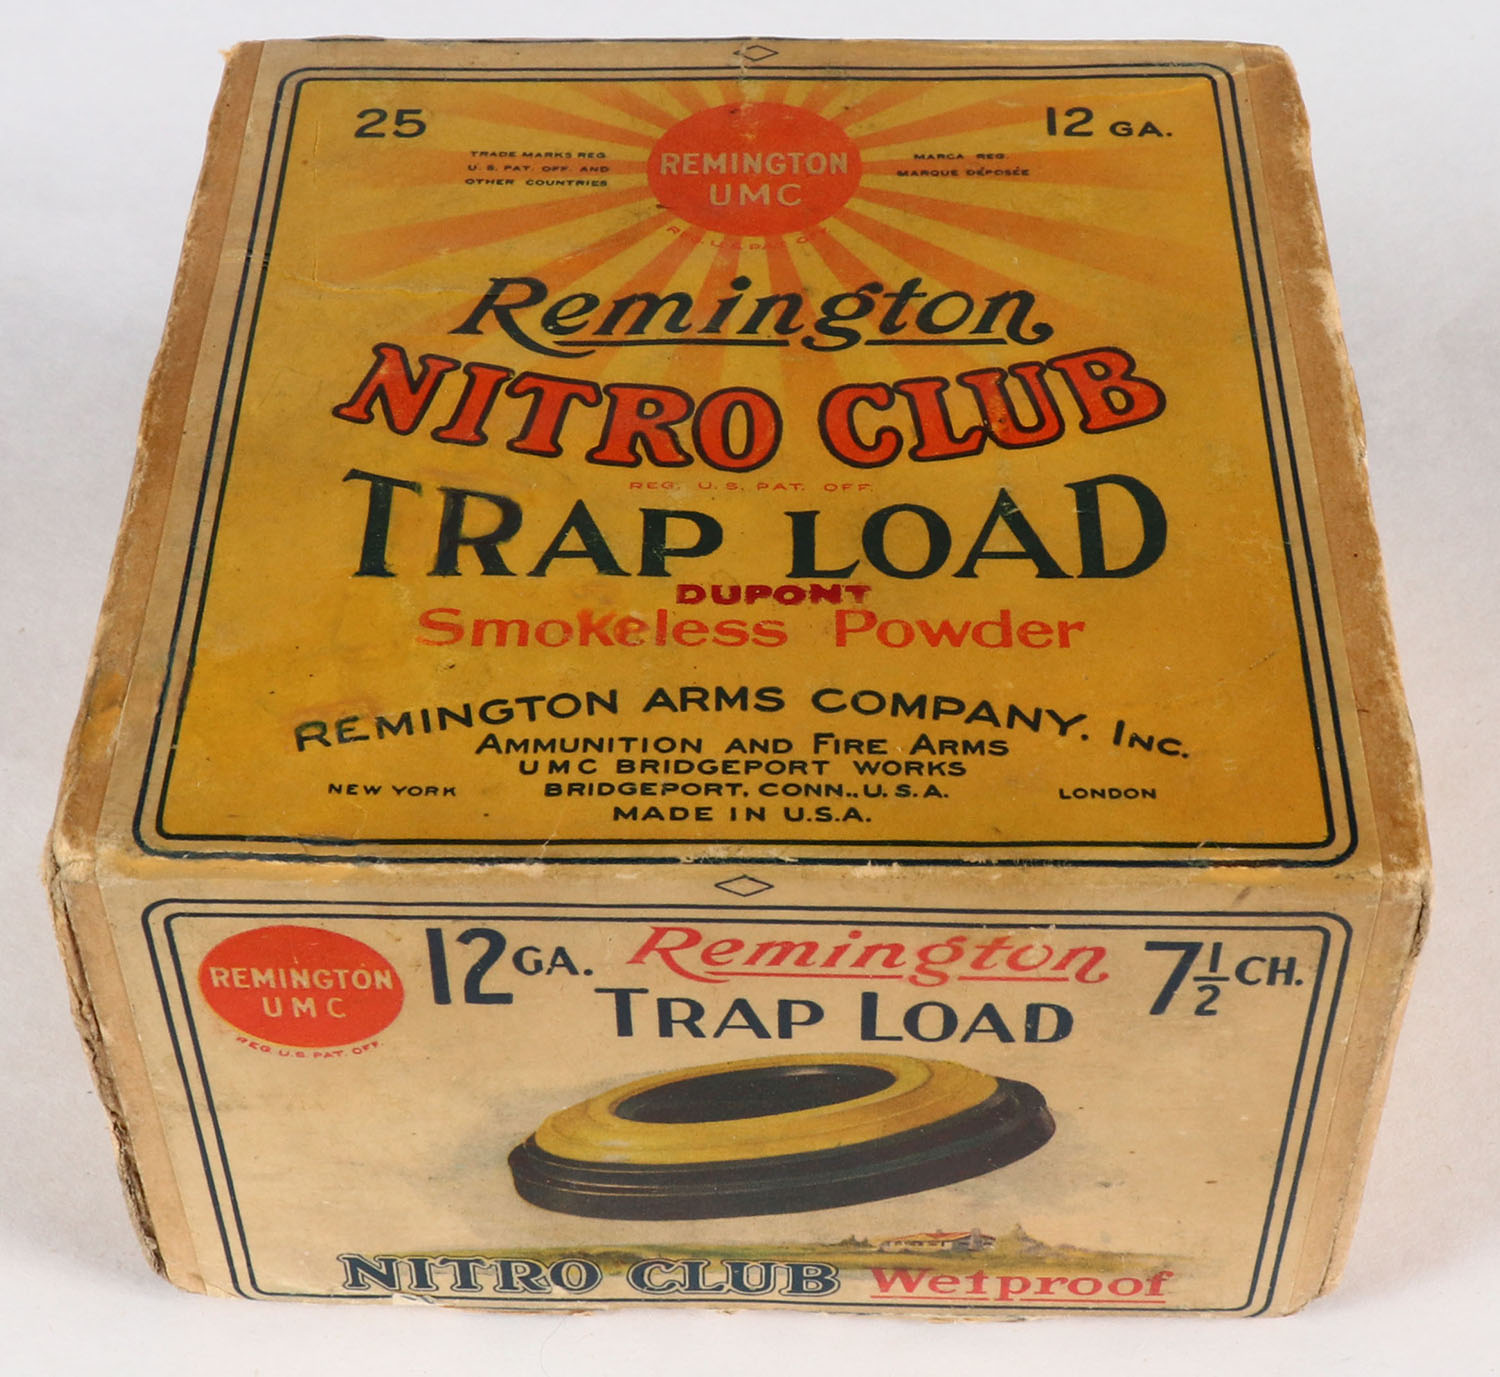 25
12 GA.
TRADE MARKS REG.
U. S. PAT. OFF. AND
OTHER COUNTRIES
REMINGTON
UMC
REG. U.S. PAT. OFF.
MARCA REG.
MARQUE DÉPOSÉE
Remington
NITRO CLUB
REG. U. S. PAT. OFF.
TRAP LOAD
DUPONT
Smokeless Powder
REMINGTON ARMS COMPANY, INC.
AMMUNITION AND FIRE ARMS
UMC BRIDGEPORT WORKS
NEW YORK
BRIDGEPORT, CONN., U.S.A.
LONDON
MADE IN U.S.A.
REMINGTON
UMC
REG. U.S. PAT. OFF.
12 GA.
Remington
7 1/2 CH.
TRAP LOAD
NITRO CLUB Wetproof